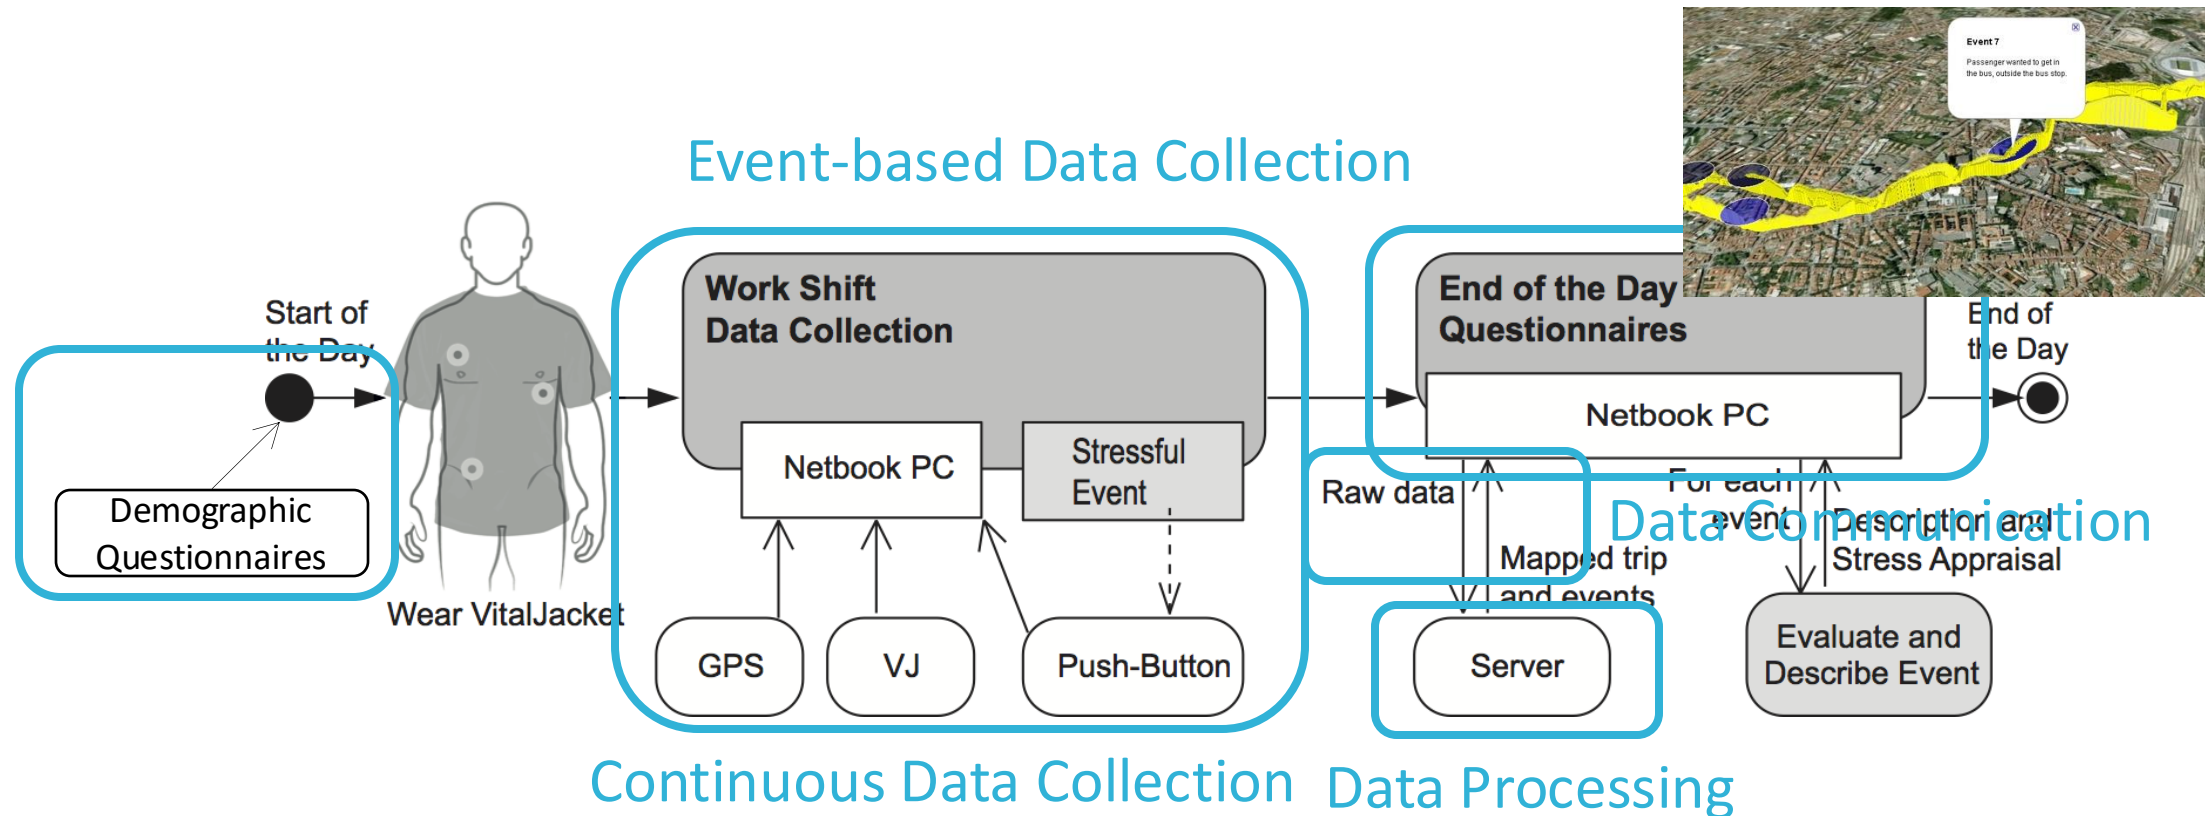 Event 7
Passenger wanted to get in
the bus, outside the bus stop.
Event-based Data Collection
Start of
the Day
Demographic
Questionnaires
Wear VitalJacket
Work Shift
Data Collection
Netbook PC
Stressful
Event
GPS
VJ
Push-Button
Continuous Data Collection
End of the Day
Questionnaires
Netbook PC
End of
the Day
Raw data
Mapped trip
and events
For each
event
Data Communication
Description and
Stress Appraisal
Server
Evaluate and
Describe Event
Data Processing